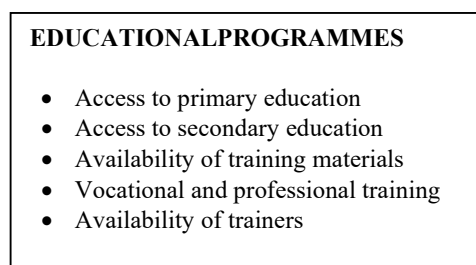 EDUCATIONALPROGRAMMES
• Access to primary education
• Access to secondary education
• Availability of training materials
• Vocational and professional training
• Availability of trainers